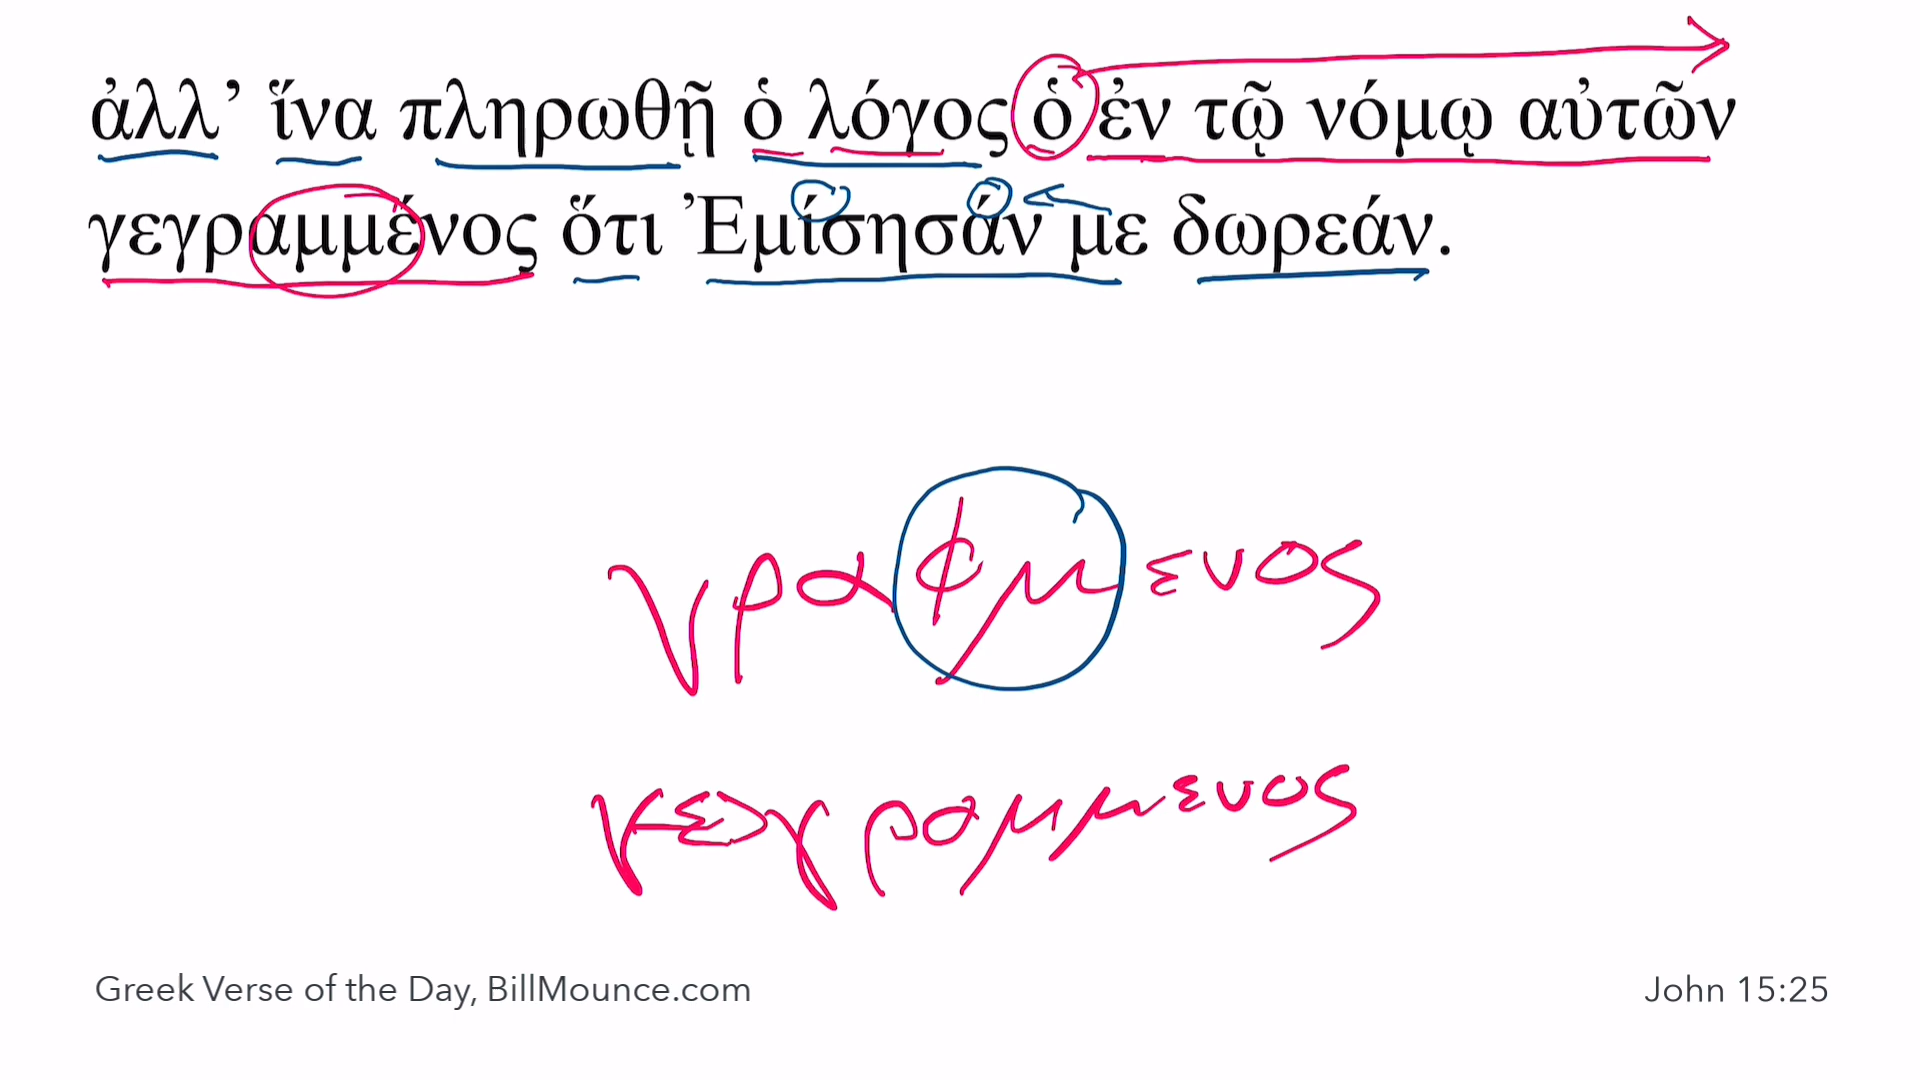 ἀλλ’ ἵνα πληρωθῇ ὁ λόγος ὁ ἐν τῷ νόμῳ αὐτῶν
γεγραμμένος ὅτι Ἐμίσησάν με δωρεάν.
γραφμενος
γεγραμμενος
Greek Verse of the Day, BillMounce.com
John 15:25